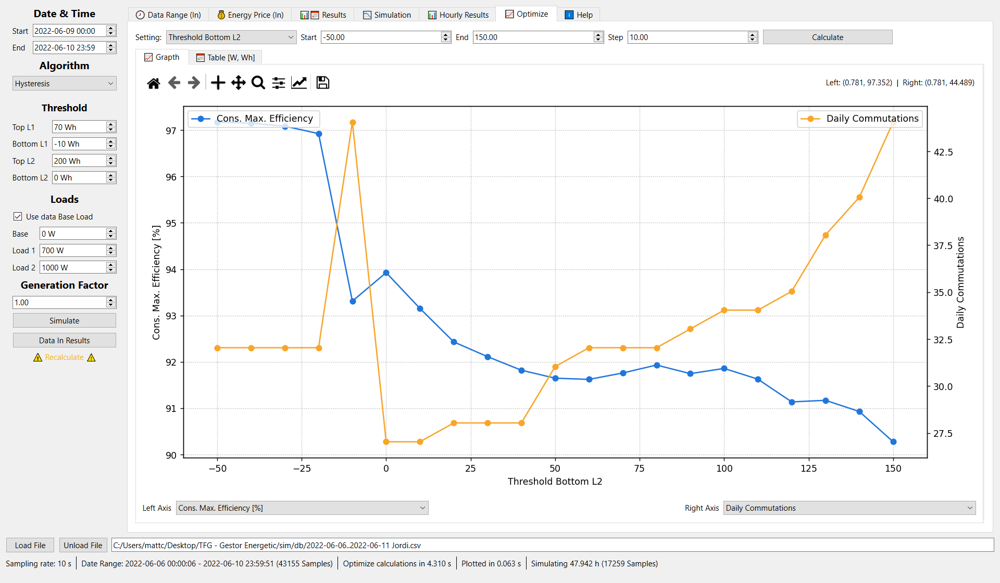 Date & Time
Start 2022-06-09 00:00
End 2022-06-10 23:59
Algorithm
Hysteresis
Threshold
Top L1 70 Wh
Bottom L1 -10 Wh
Top L2 200 Wh
Bottom L2 0 Wh
Loads
Use data Base Load
Base 0 W
Load 1 700 W
Load 2 1000 W
Generation Factor
1.00
Simulate
Data In Results
Recalculate
Data Range (In) Energy Price (In) Results Simulation Hourly Results Optimize Help
Setting: Threshold Bottom L2 Start -50.00 End 150.00 Step 10.00 Calculate
Grapth Table [W, Wh]
Left: (0.781, 97.352) | Right: (0.781, 44.489)
Cons. Max. Efficiency
Daily Commutations
97
96
95
94
93
92
91
90
Cons. Max. Efficiency [%]
42.5
40.0
37.5
35.0
32.5
30.0
27.5
Daily Commutations
−50 −25 0 25 50 75 100 125 150
Threshold Bottom L2
Left Axis Cons. Max. Efficiency [%] Right Axis Daily Commutations
Load File Unload File C:/Users/mattc/Desktop/TFG - Gestor Energetic/sim/db/2022-06-06..2022-06-11 Jordi.csv
Sampling rate: 10 s Date Range: 2022-06-06 00:00:06 - 2022-06-10 23:59:51 (43155 Samples) Optimize calculations in 4.310 s Plotted in 0.063 s Simulating 47.942 h (17259 Samples)